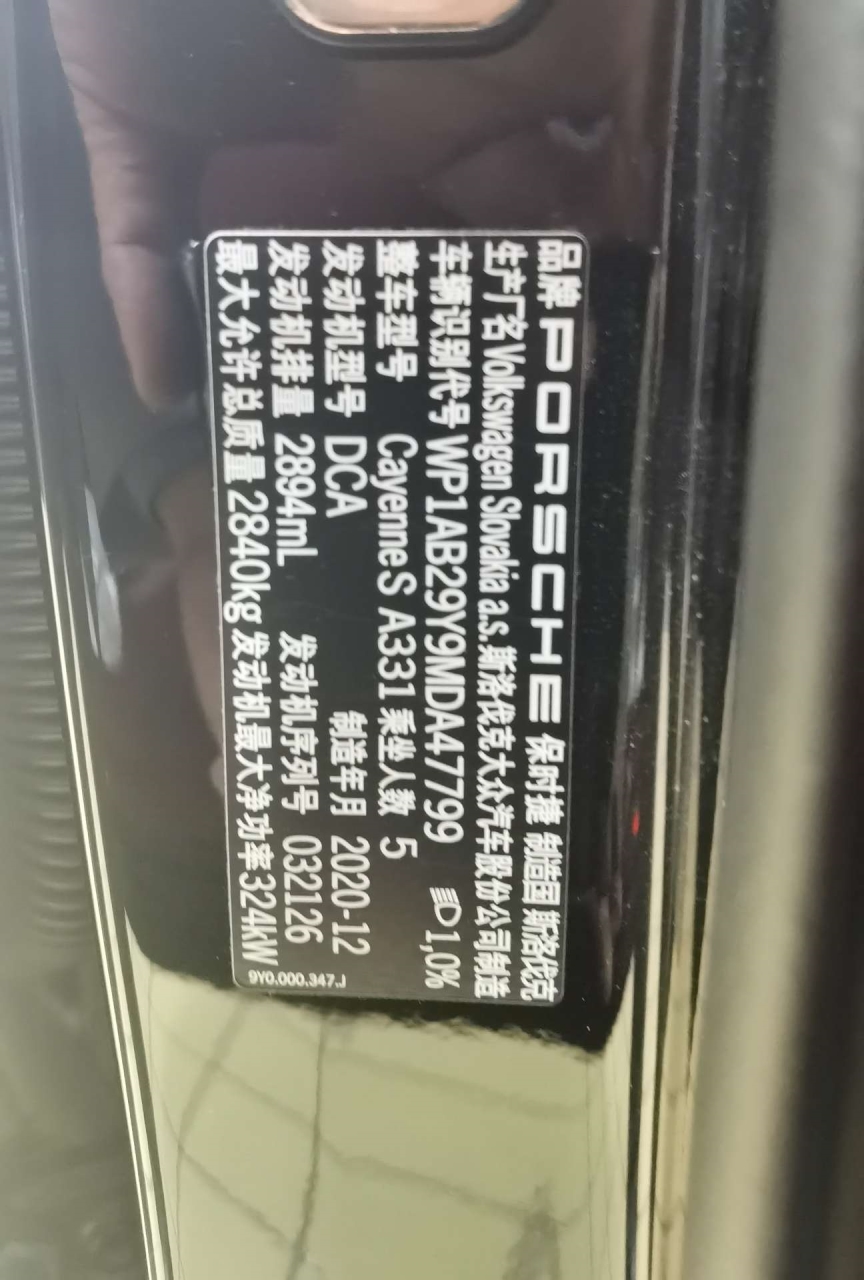 品牌 PORSCHE 保时捷 制造国 斯洛伐克
生产厂名 Volkswagen Slovakia a.s. 斯洛伐克大众汽车股份公司制造
车辆识别代号 WP1AB29Y9MDA47799 1,0%
整车型号 Cayenne S A331 乘坐人数 5
发动机型号 DCA 制造年月 2020-12
发动机排量 2894mL 发动机序列号 032126
最大允许总质量 2840kg 发动机最大净功率 324kW
9Y0.000.347.J